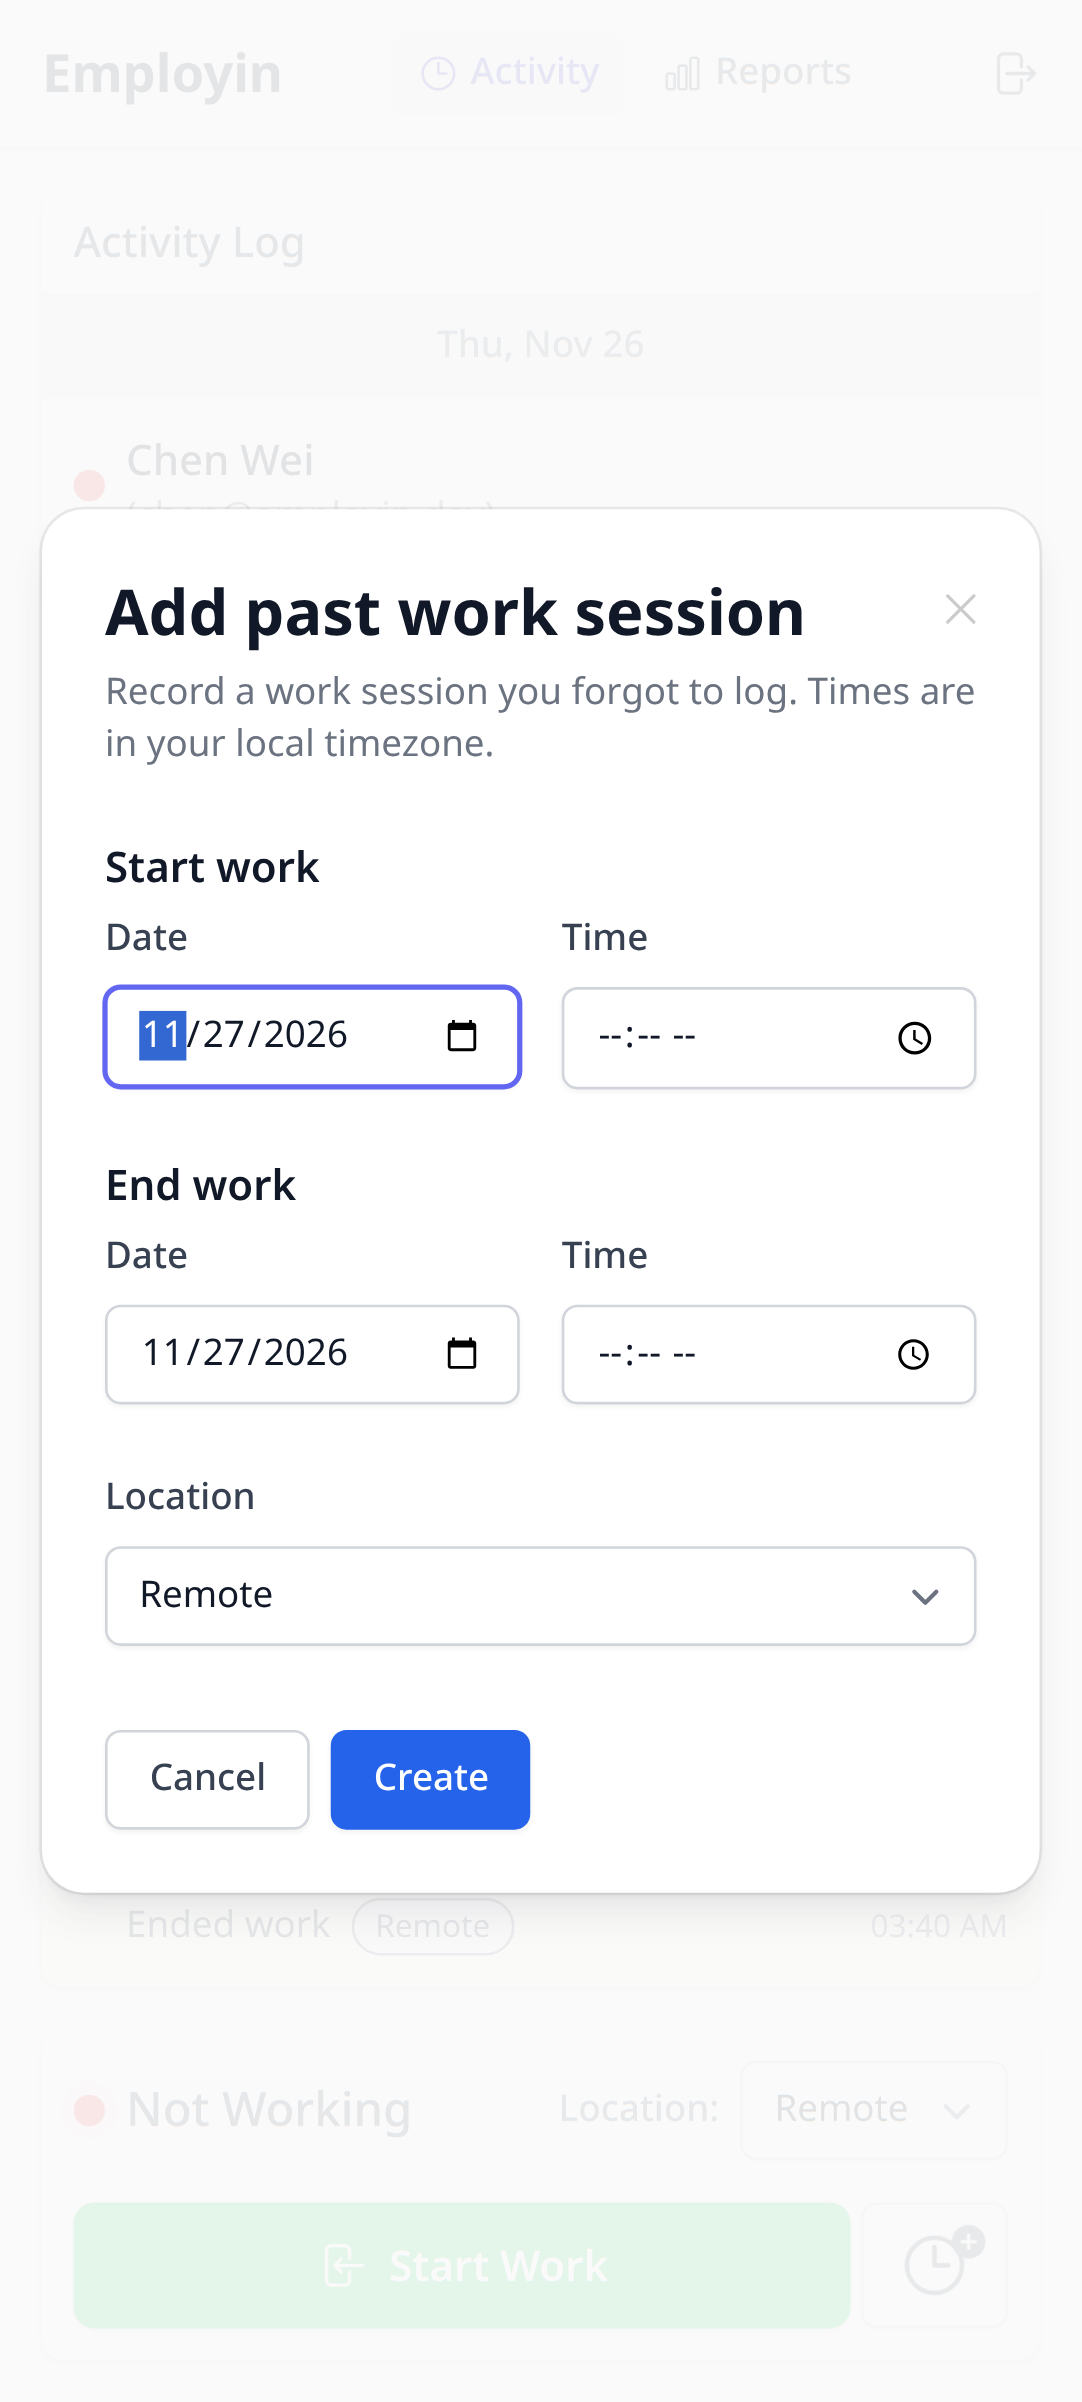 Employin
Activity
Reports
Activity Log
Thu, Nov 26
Chen Wei
Add past work session
Record a work session you forgot to log. Times are
in your local timezone.
Start work
Date
Time
11/27/2026
--:-- --
End work
Date
Time
11/27/2026
--:-- --
Location
Remote
Cancel
Create
Ended work
Remote
03:40 AM
Not Working
Location:
Remote
Start Work